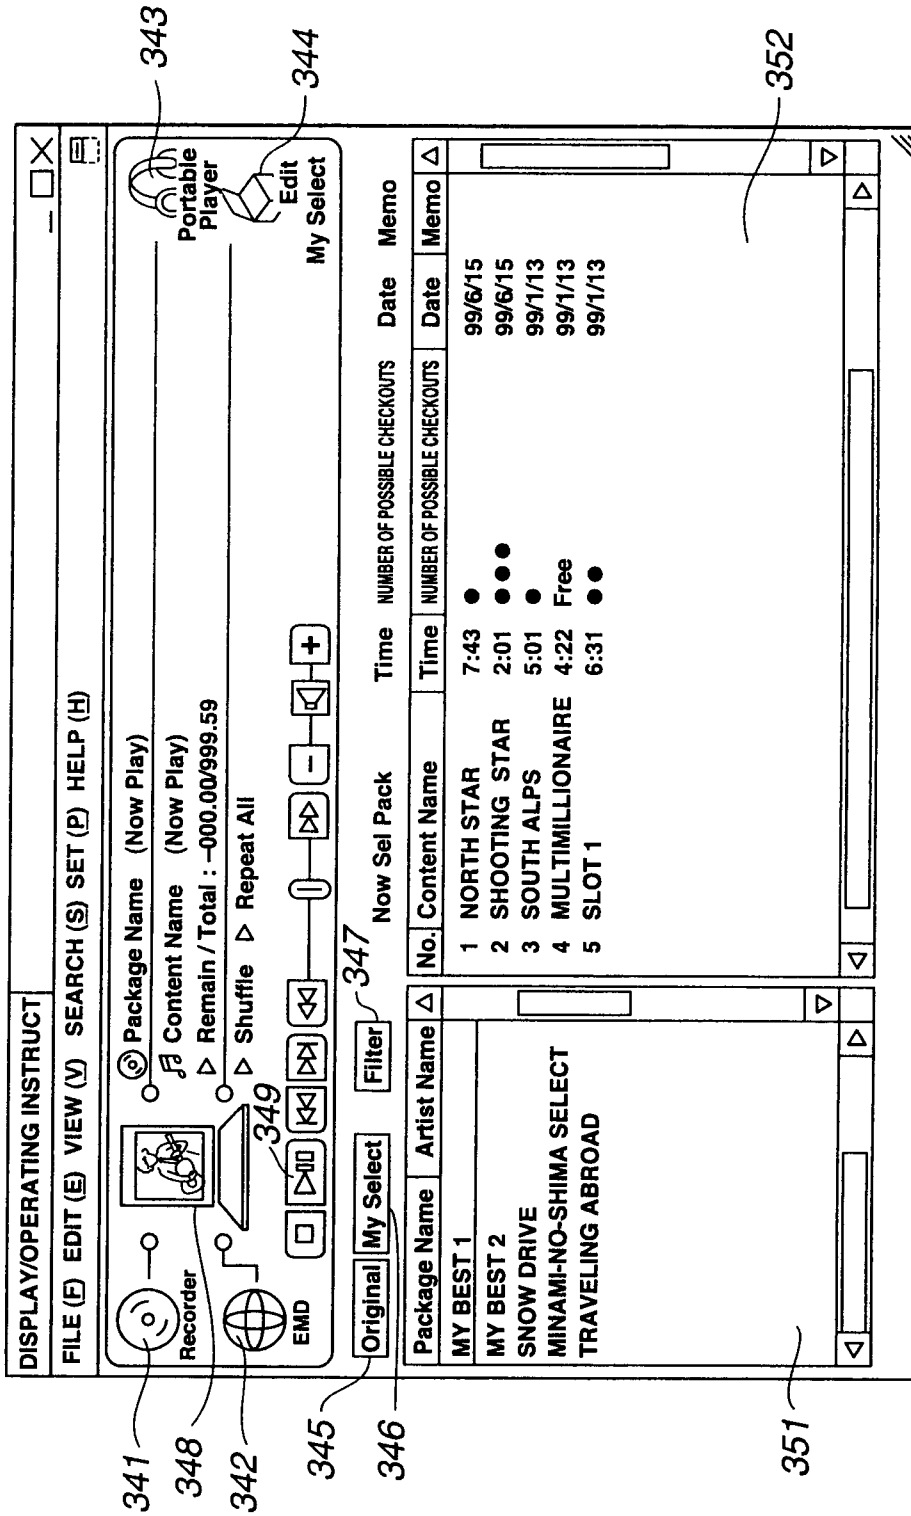 DISPLAY/OPERATING INSTRUCT
FILE (F) EDIT (E) VIEW (V) SEARCH (S) SET (P) HELP (H)
341
Recorder
348
342
EMD
Package Name (Now Play)
Content Name (Now Play)
Remain / Total : –000.00/999.59
Shuffle Repeat All
349
Portable
Player
343
Edit
344
My Select
345
Original
My Select
346
Filter
347
Now Sel Pack Time NUMBER OF POSSIBLE CHECKOUTS Date Memo
Package Name Artist Name
MY BEST 1
MY BEST 2
SNOW DRIVE
MINAMI-NO-SHIMA SELECT
TRAVELING ABROAD
351
No. Content Name Time NUMBER OF POSSIBLE CHECKOUTS Date Memo
1 NORTH STAR 7:43 ● 99/6/15
2 SHOOTING STAR 2:01 ●●● 99/6/15
3 SOUTH ALPS 5:01 ● 99/1/13
4 MULTIMILLIONAIRE 4:22 Free 99/1/13
5 SLOT 1 6:31 ●● 99/1/13
352